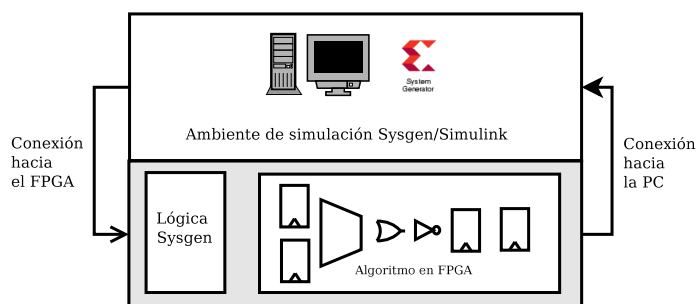 System
Generator
Ambiente de simulación Sysgen/Simulink
Conexión
hacia
el FPGA
Conexión
hacia
la PC
Lógica
Sysgen
Algoritmo en FPGA